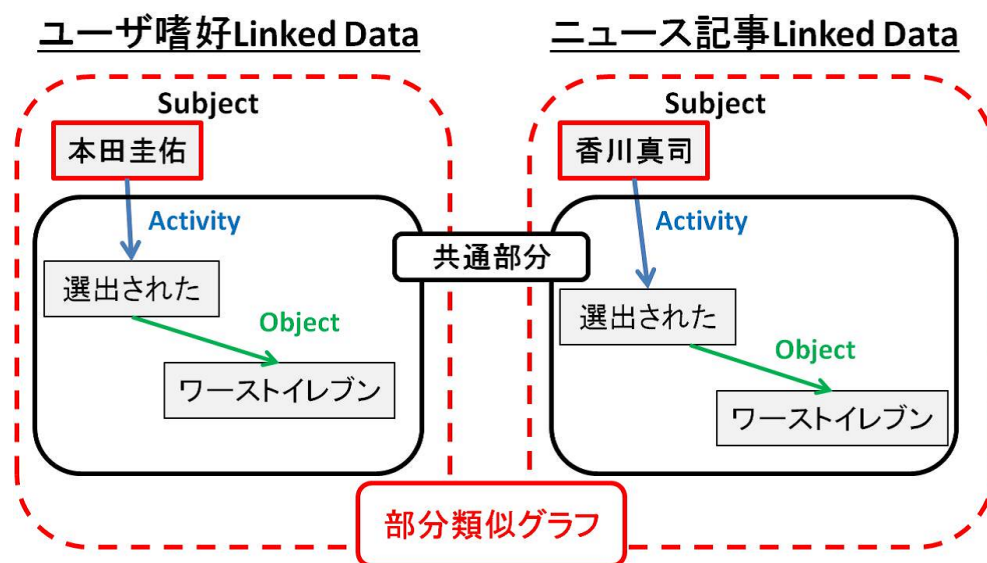 ユーザ嗜好Linked Data
Subject
本田圭佑
Activity
選出された
Object
ワーストイレブン
ニュース記事Linked Data
Subject
香川真司
Activity
選出された
Object
ワーストイレブン
共通部分
部分類似グラフ